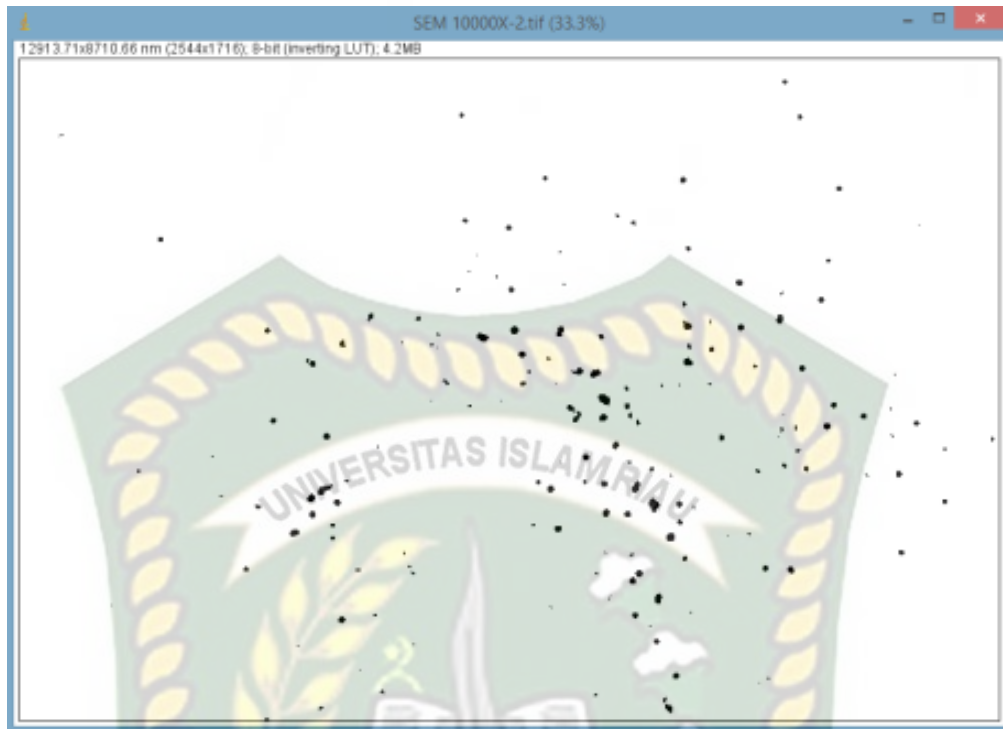 SEM 10000X-2.tif (33.3%)
12913.71x8710.66 nm (2544x1716); 8-bit (inverting LUT); 4.2MB
UNIVERSITAS ISLAM RIAU